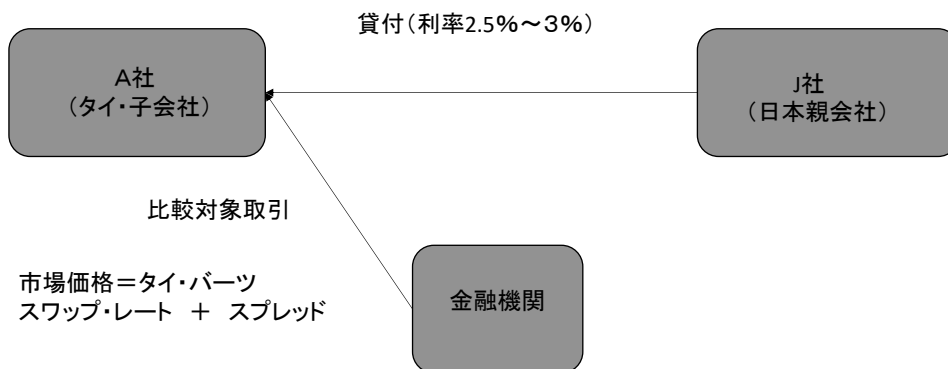 貸付(利率2.5%～3%)
A社
(タイ・子会社)
J社
(日本親会社)
比較対象取引
市場価格=タイ・バーツ
スワップ・レート + スプレッド
金融機関